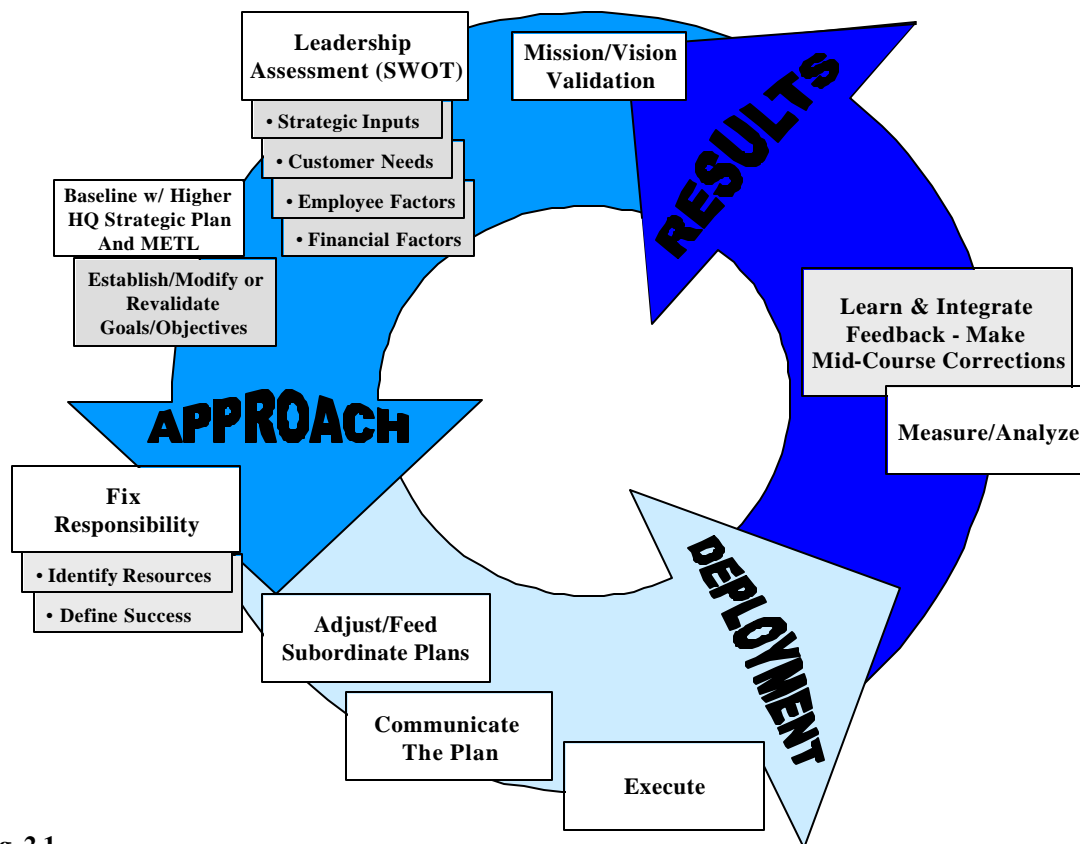 Leadership
Assessment (SWOT)
• Strategic Inputs
• Customer Needs
• Employee Factors
• Financial Factors
Mission/Vision
Validation
RESULTS
Baseline w/ Higher
HQ Strategic Plan
And METL
Establish/Modify or
Revalidate
Goals/Objectives
Learn & Integrate
Feedback - Make
Mid-Course Corrections
Measure/Analyze
APPROACH
Fix
Responsibility
• Identify Resources
• Define Success
DEPLOYMENT
Adjust/Feed
Subordinate Plans
Communicate
The Plan
Execute